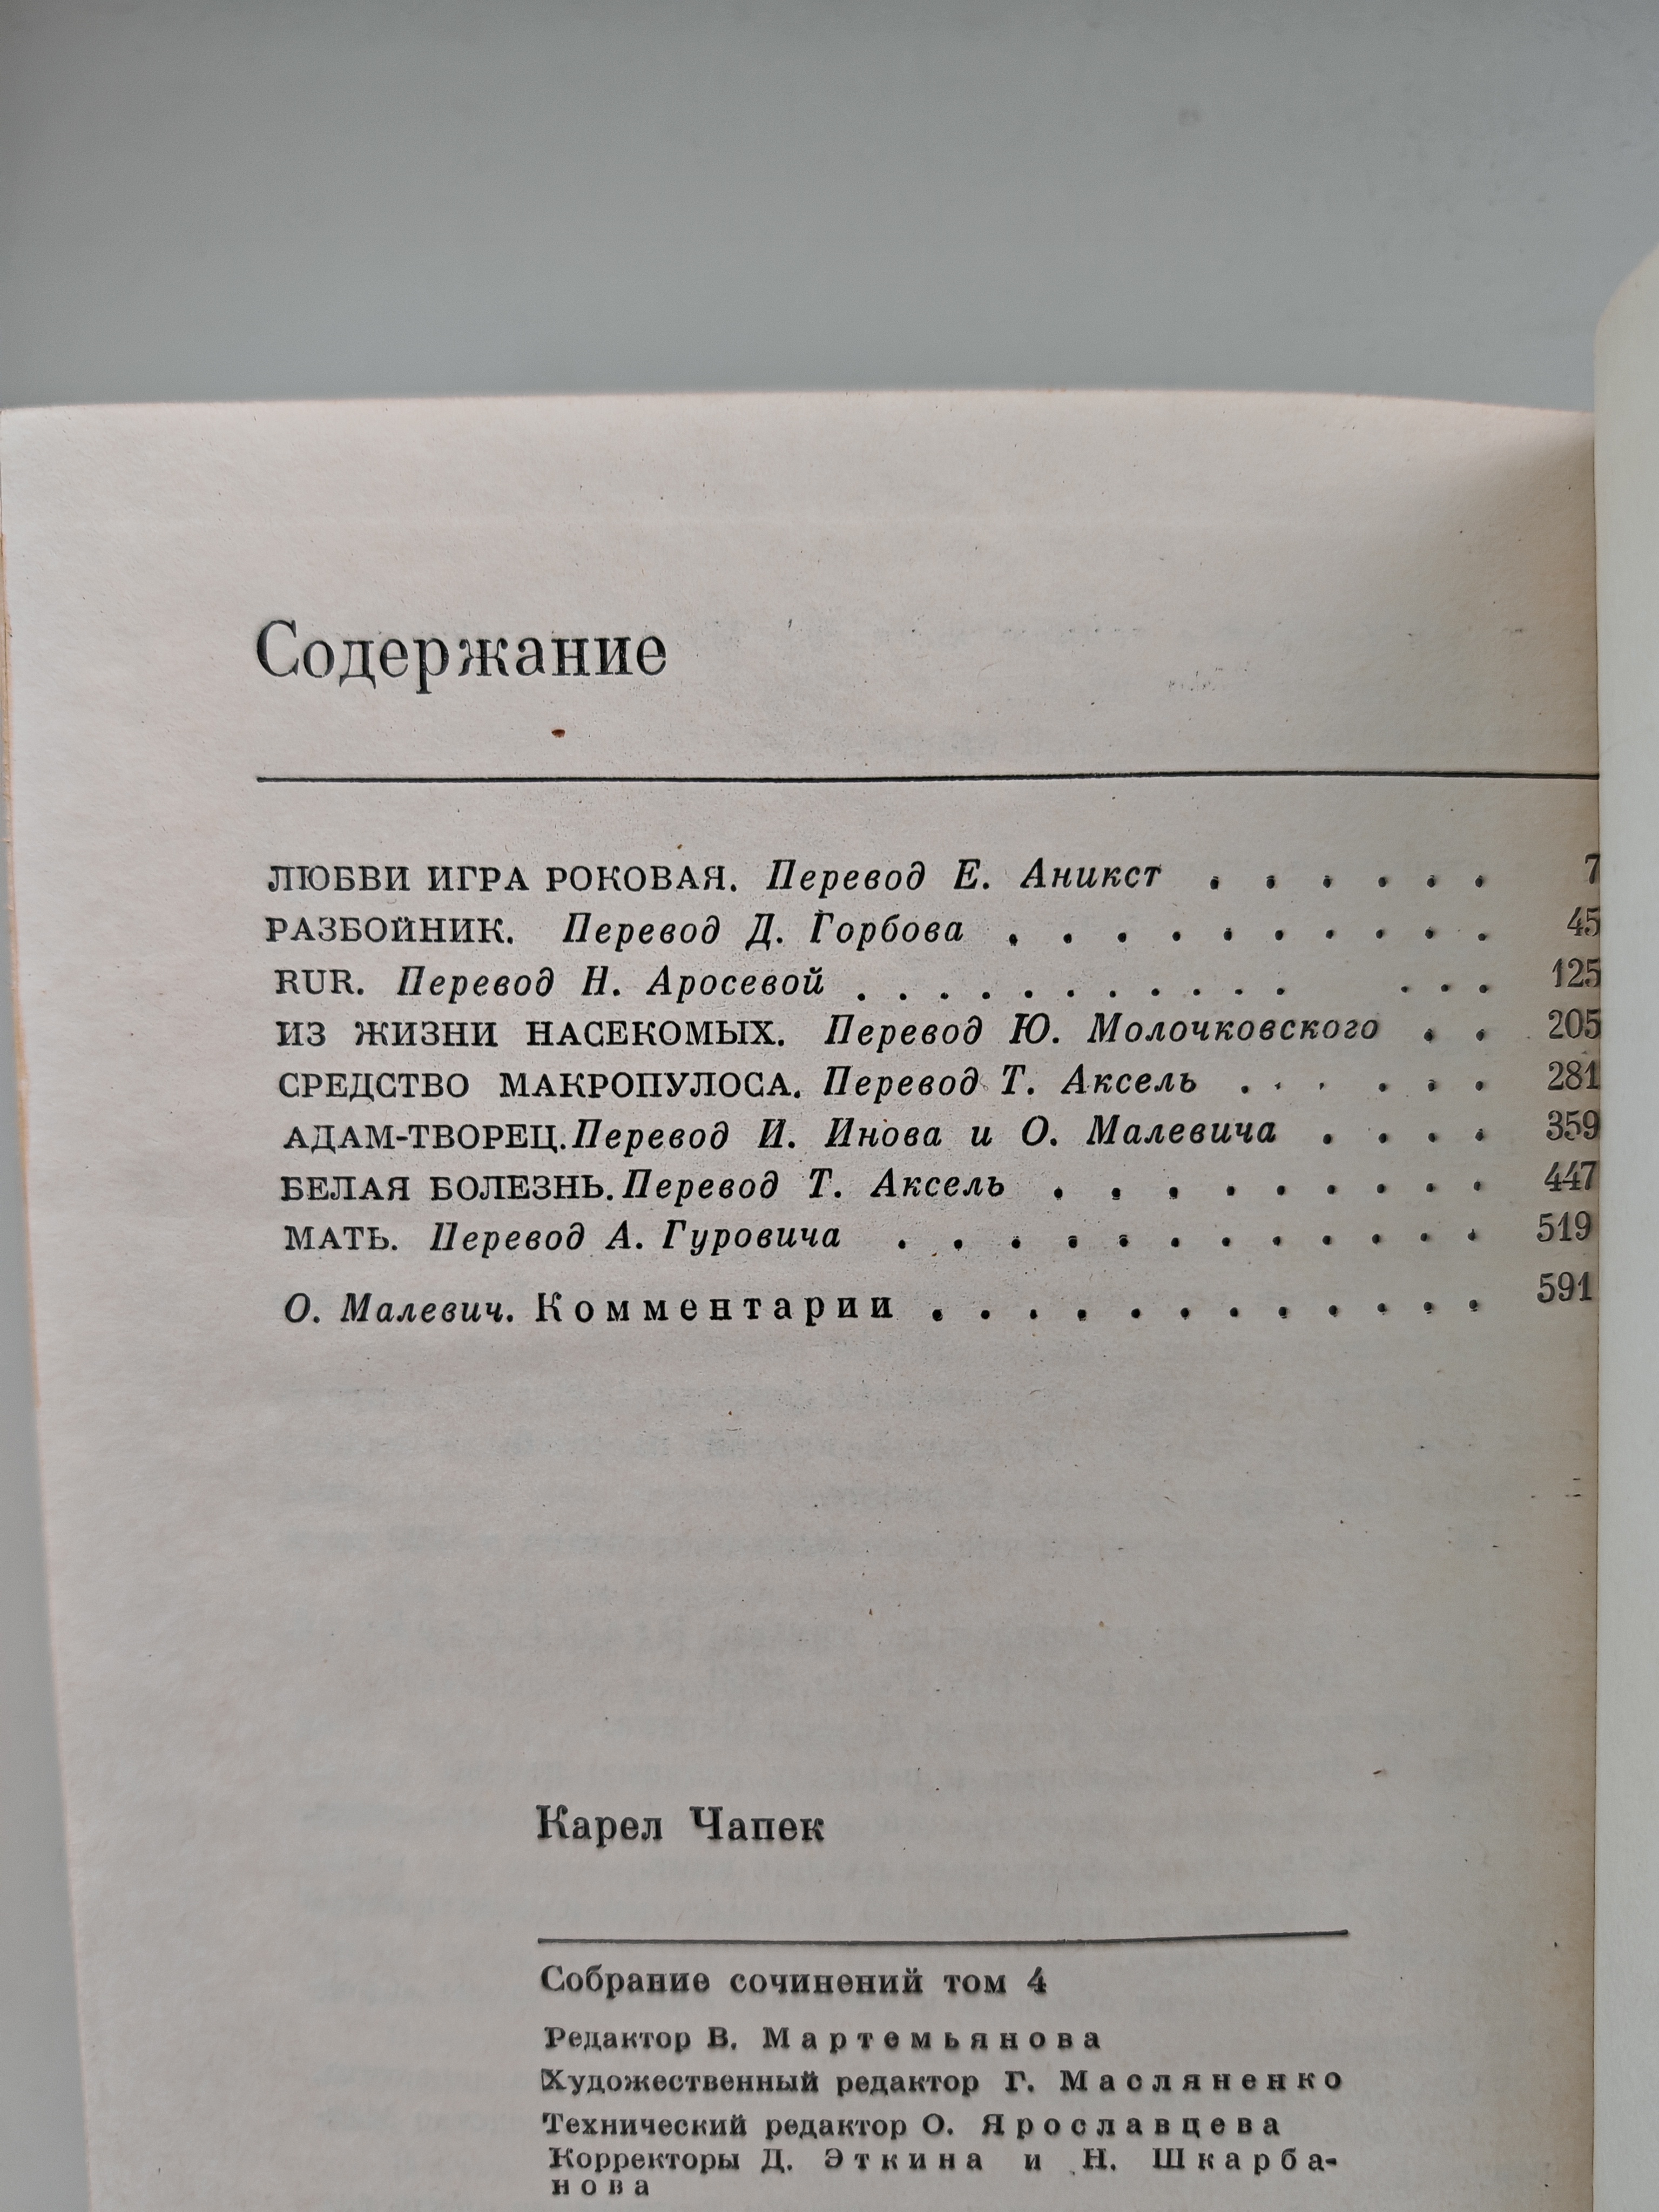 Содержание
ЛЮБВИ ИГРА РОКОВАЯ. Перевод Е. Аникст . . . . . . 7
РАЗБОЙНИК. Перевод Д. Горбова . . . . . . . . . . 45
RUR. Перевод Н. Аросевой . . . . . . . . . . . . . . 125
ИЗ ЖИЗНИ НАСЕКОМЫХ. Перевод Ю. Молочковского . . 205
СРЕДСТВО МАКРОПУЛОСА. Перевод Т. Аксель . . . . . . 281
АДАМ-ТВОРЕЦ. Перевод И. Инова и О. Малевича . . . . 359
БЕЛАЯ БОЛЕЗНЬ. Перевод Т. Аксель . . . . . . . . . 447
МАТЬ. Перевод А. Гуровича . . . . . . . . . . . . 519
О. Малевич. Комментарии . . . . . . . . . . . . 591
Карел Чапек
Собрание сочинений том 4
Редактор В. Мартемьянова
Художественный редактор Г. Масляненко
Технический редактор О. Ярославцева
Корректоры Д. Эткина и Н. Шкарба-
нова